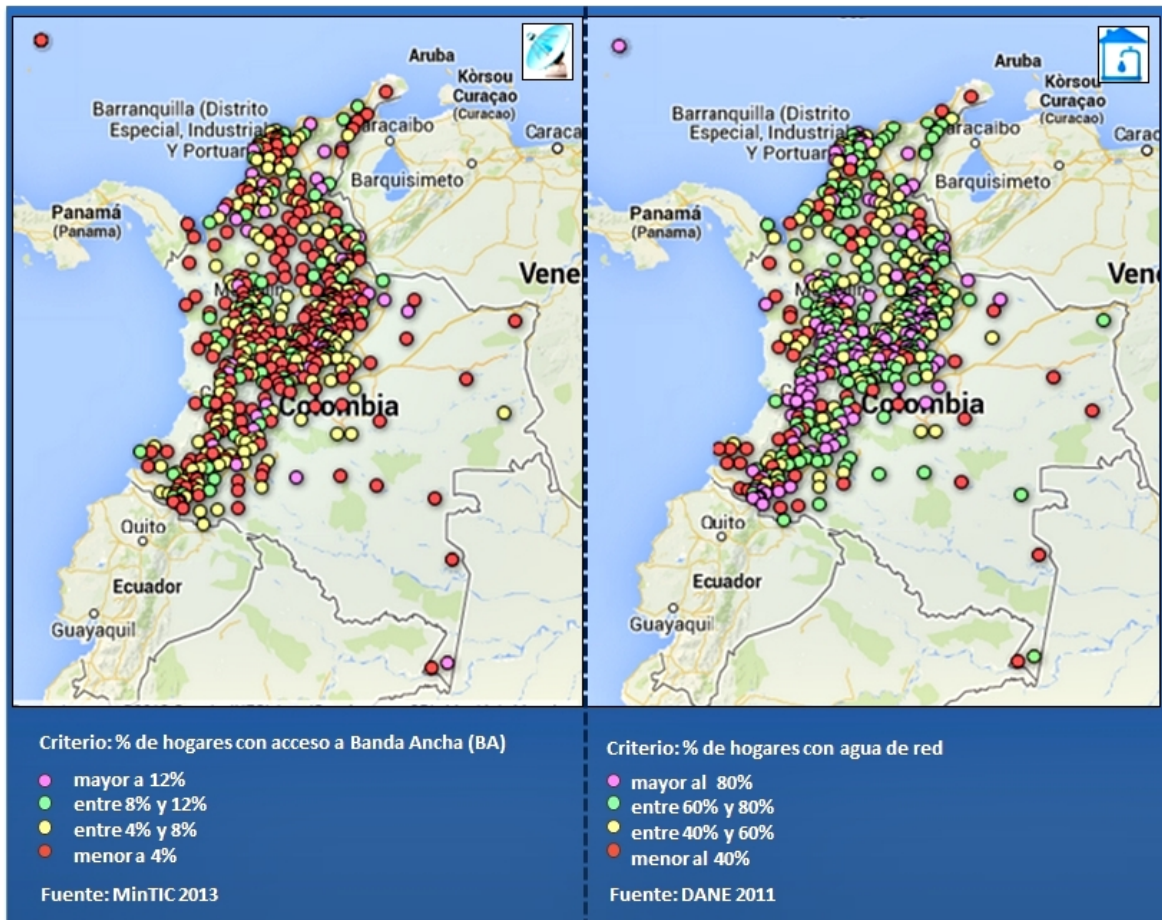 Aruba
Kòrsou
Curaçao
(Curacao)
Barranquilla (Distrito
Especial, Industrial
Y Portuar
aracaibo
Caraca
Barquisimeto
Panamá
(Panama)
Vene
Colombia
Quito
Ecuador
Guayaquil
Criterio: % de hogares con acceso a Banda Ancha (BA)
mayor a 12%
entre 8% y 12%
entre 4% y 8%
menor a 4%
Fuente: MinTIC 2013
Aruba
Kòrsou
Curaçao
(Curacao)
Barranquilla (Distrito
Especial, Industrial
Y Portuar
aracaibo
Carac
Barquisimeto
Panamá
(Panama)
Ve
Colombia
Quito
Ecuador
Guayaquil
Criterio: % de hogares con agua de red
mayor al 80%
entre 60% y 80%
entre 40% y 60%
menor al 40%
Fuente: DANE 2011